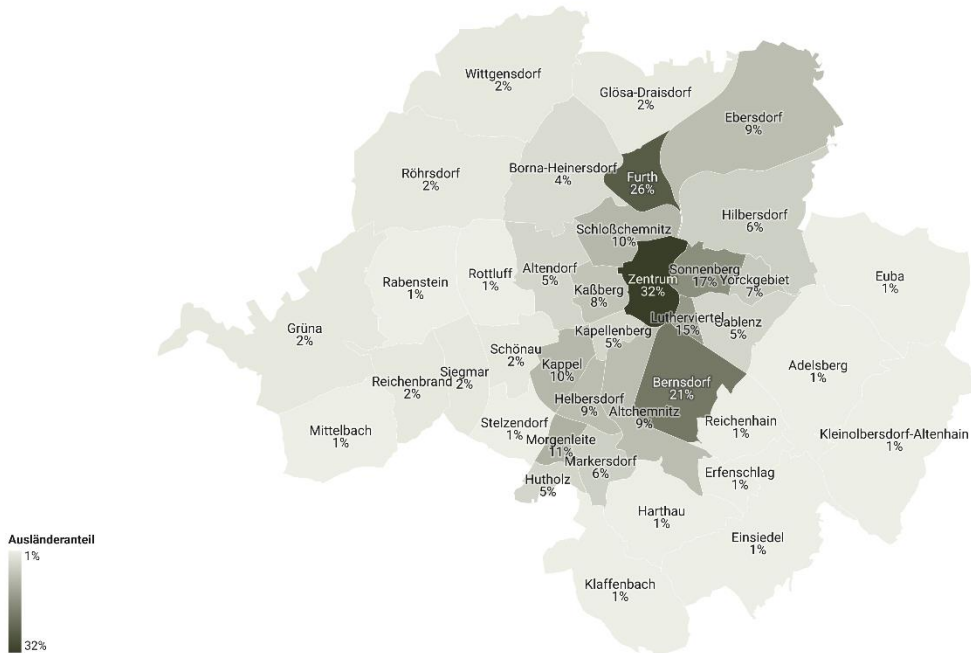 Wittgensdorf
2%
Glösa-Draisdorf
2%
Ebersdorf
9%
Borna-Heinersdorf
4%
Furth
26%
Röhrsdorf
2%
Hilbersdorf
6%
Schloßchemnitz
10%
Altendorf
5%
Rottluff
1%
Rabenstein
1%
Zentrum
32%
Sonnenberg
17%
Yorckgebiet
7%
Euba
1%
Kaßberg
8%
Grüna
2%
Lutherviertel
15%
Gablenz
5%
Kapellenberg
5%
Schönau
2%
Kappel
10%
Siegmar
2%
Reichenbrand
2%
Adelsberg
1%
Bernsdorf
21%
Helbersdorf
9%
Altchemnitz
9%
Reichenhain
1%
Mittelbach
1%
Stelzendorf
1%
Kleinolbersdorf-Altenhain
1%
Morgenleite
11%
Markersdorf
6%
Hutholz
5%
Erfenschlag
1%
Harthau
1%
Einsiedel
1%
Klaffenbach
1%
Ausländeranteil
1%
32%